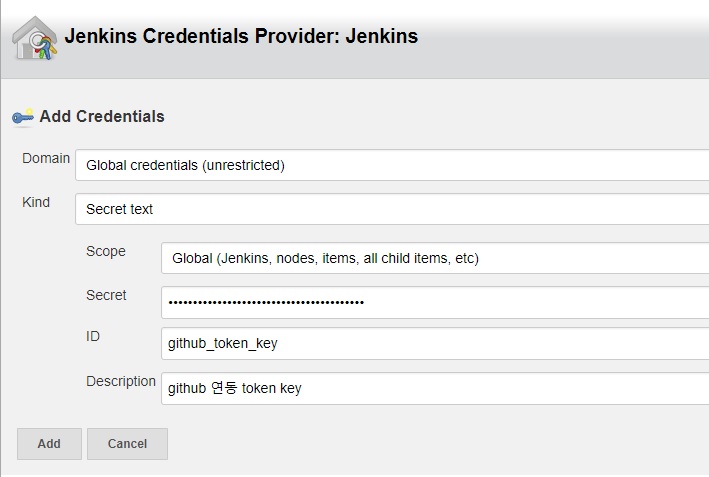 Jenkins Credentials Provider: Jenkins
Add Credentials
Domain
Global credentials (unrestricted)
Kind
Secret text
Scope
Global (Jenkins, nodes, items, all child items, etc)
Secret
••••••••••••••••••••••••••••••••••••••••
ID
github_token_key
Description
github 연동 token key
Add
Cancel